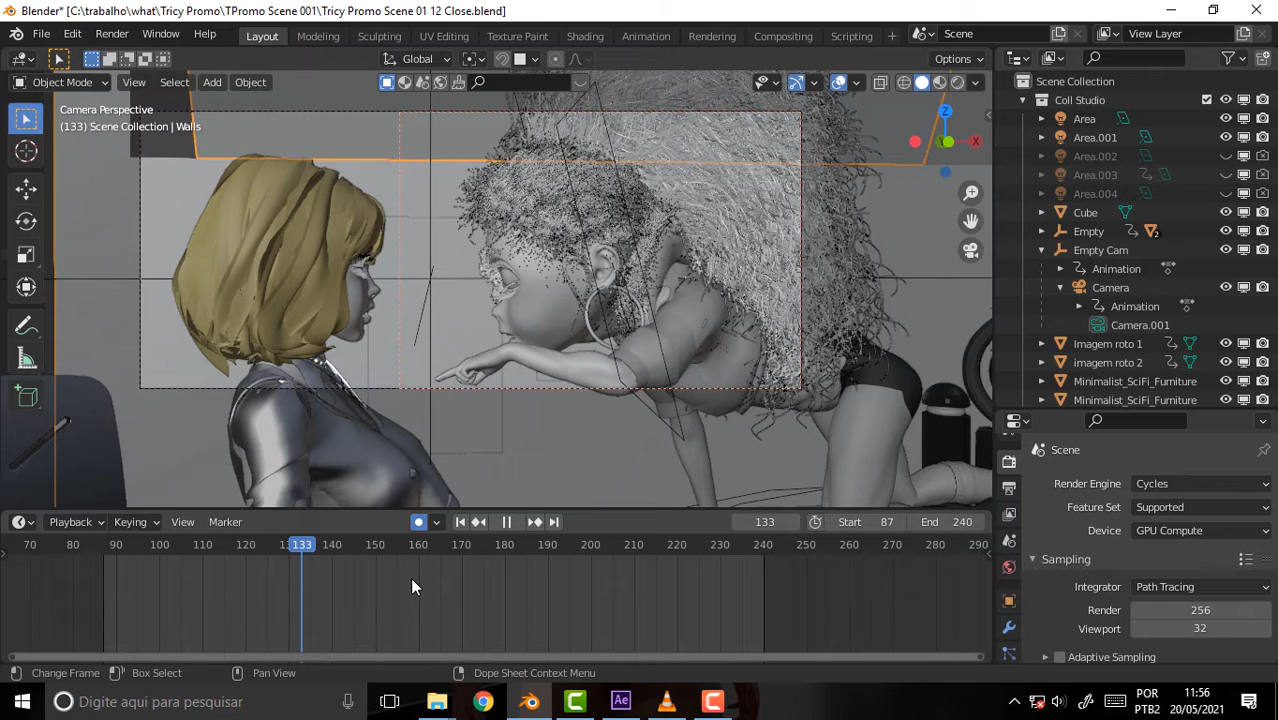 Blender* [C:\trabalho\what\Tricy Promo\TPromo Scene 001\Tricy Promo Scene 01 12 Close.blend]
File Edit Render Window Help Layout Modeling Sculpting UV Editing Texture Paint Shading Animation Rendering Compositing Scripting Scene View Layer
Global Options
Object Mode View Select Add Object
Camera Perspective
(133) Scene Collection | Walls
Z
X
Scene Collection
Coll Studio
Area
Area.001
Area.002
Area.003
Area.004
Cube
Empty 2
Empty Cam
Animation
Camera
Animation
Camera.001
Imagem roto 1
imagem roto 2
Minimalist_SciFi_Furniture
Minimalist_SciFi_Furniture
Scene
Render Engine Cycles
Feature Set Supported
Device GPU Compute
Sampling
Integrator Path Tracing
Render 256
Viewport 32
Adaptive Sampling
Playback Keying View Marker 133 Start 87 End 240
70 80 90 100 110 120 133 140 150 160 170 180 190 200 210 220 230 240 250 260 270 280 290
Change Frame Box Select Pan View Dope Sheet Context Menu
Digite aqui para pesquisar
Ae
POR
PTB2
11:56
20/05/2021